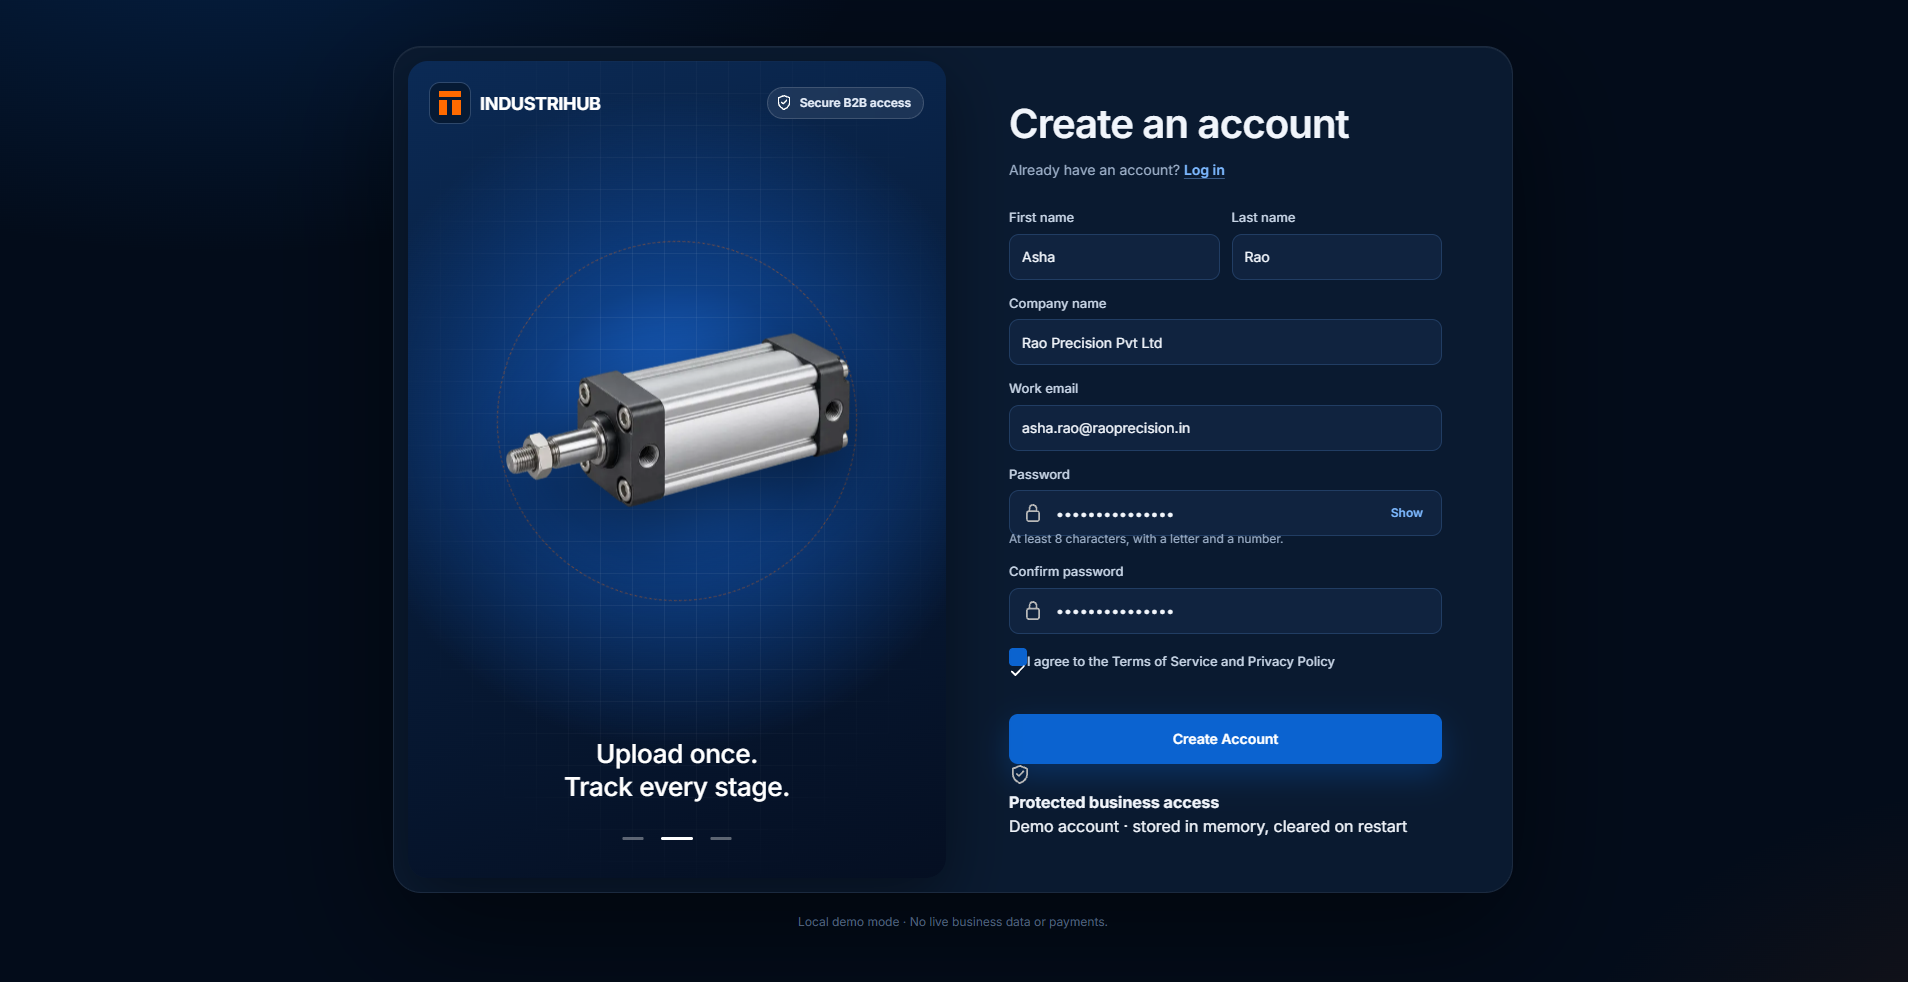 INDUSTRIHUB
Secure B2B access
Upload once.
Track every stage.
Create an account
Already have an account? Log in
First name
Last name
Asha
Rao
Company name
Rao Precision Pvt Ltd
Work email
asha.rao@raoprecision.in
Password
••••••••••••••• Show
At least 8 characters, with a letter and a number.
Confirm password
•••••••••••••••
I agree to the Terms of Service and Privacy Policy
Create Account
Protected business access
Demo account · stored in memory, cleared on restart
Local demo mode · No live business data or payments.